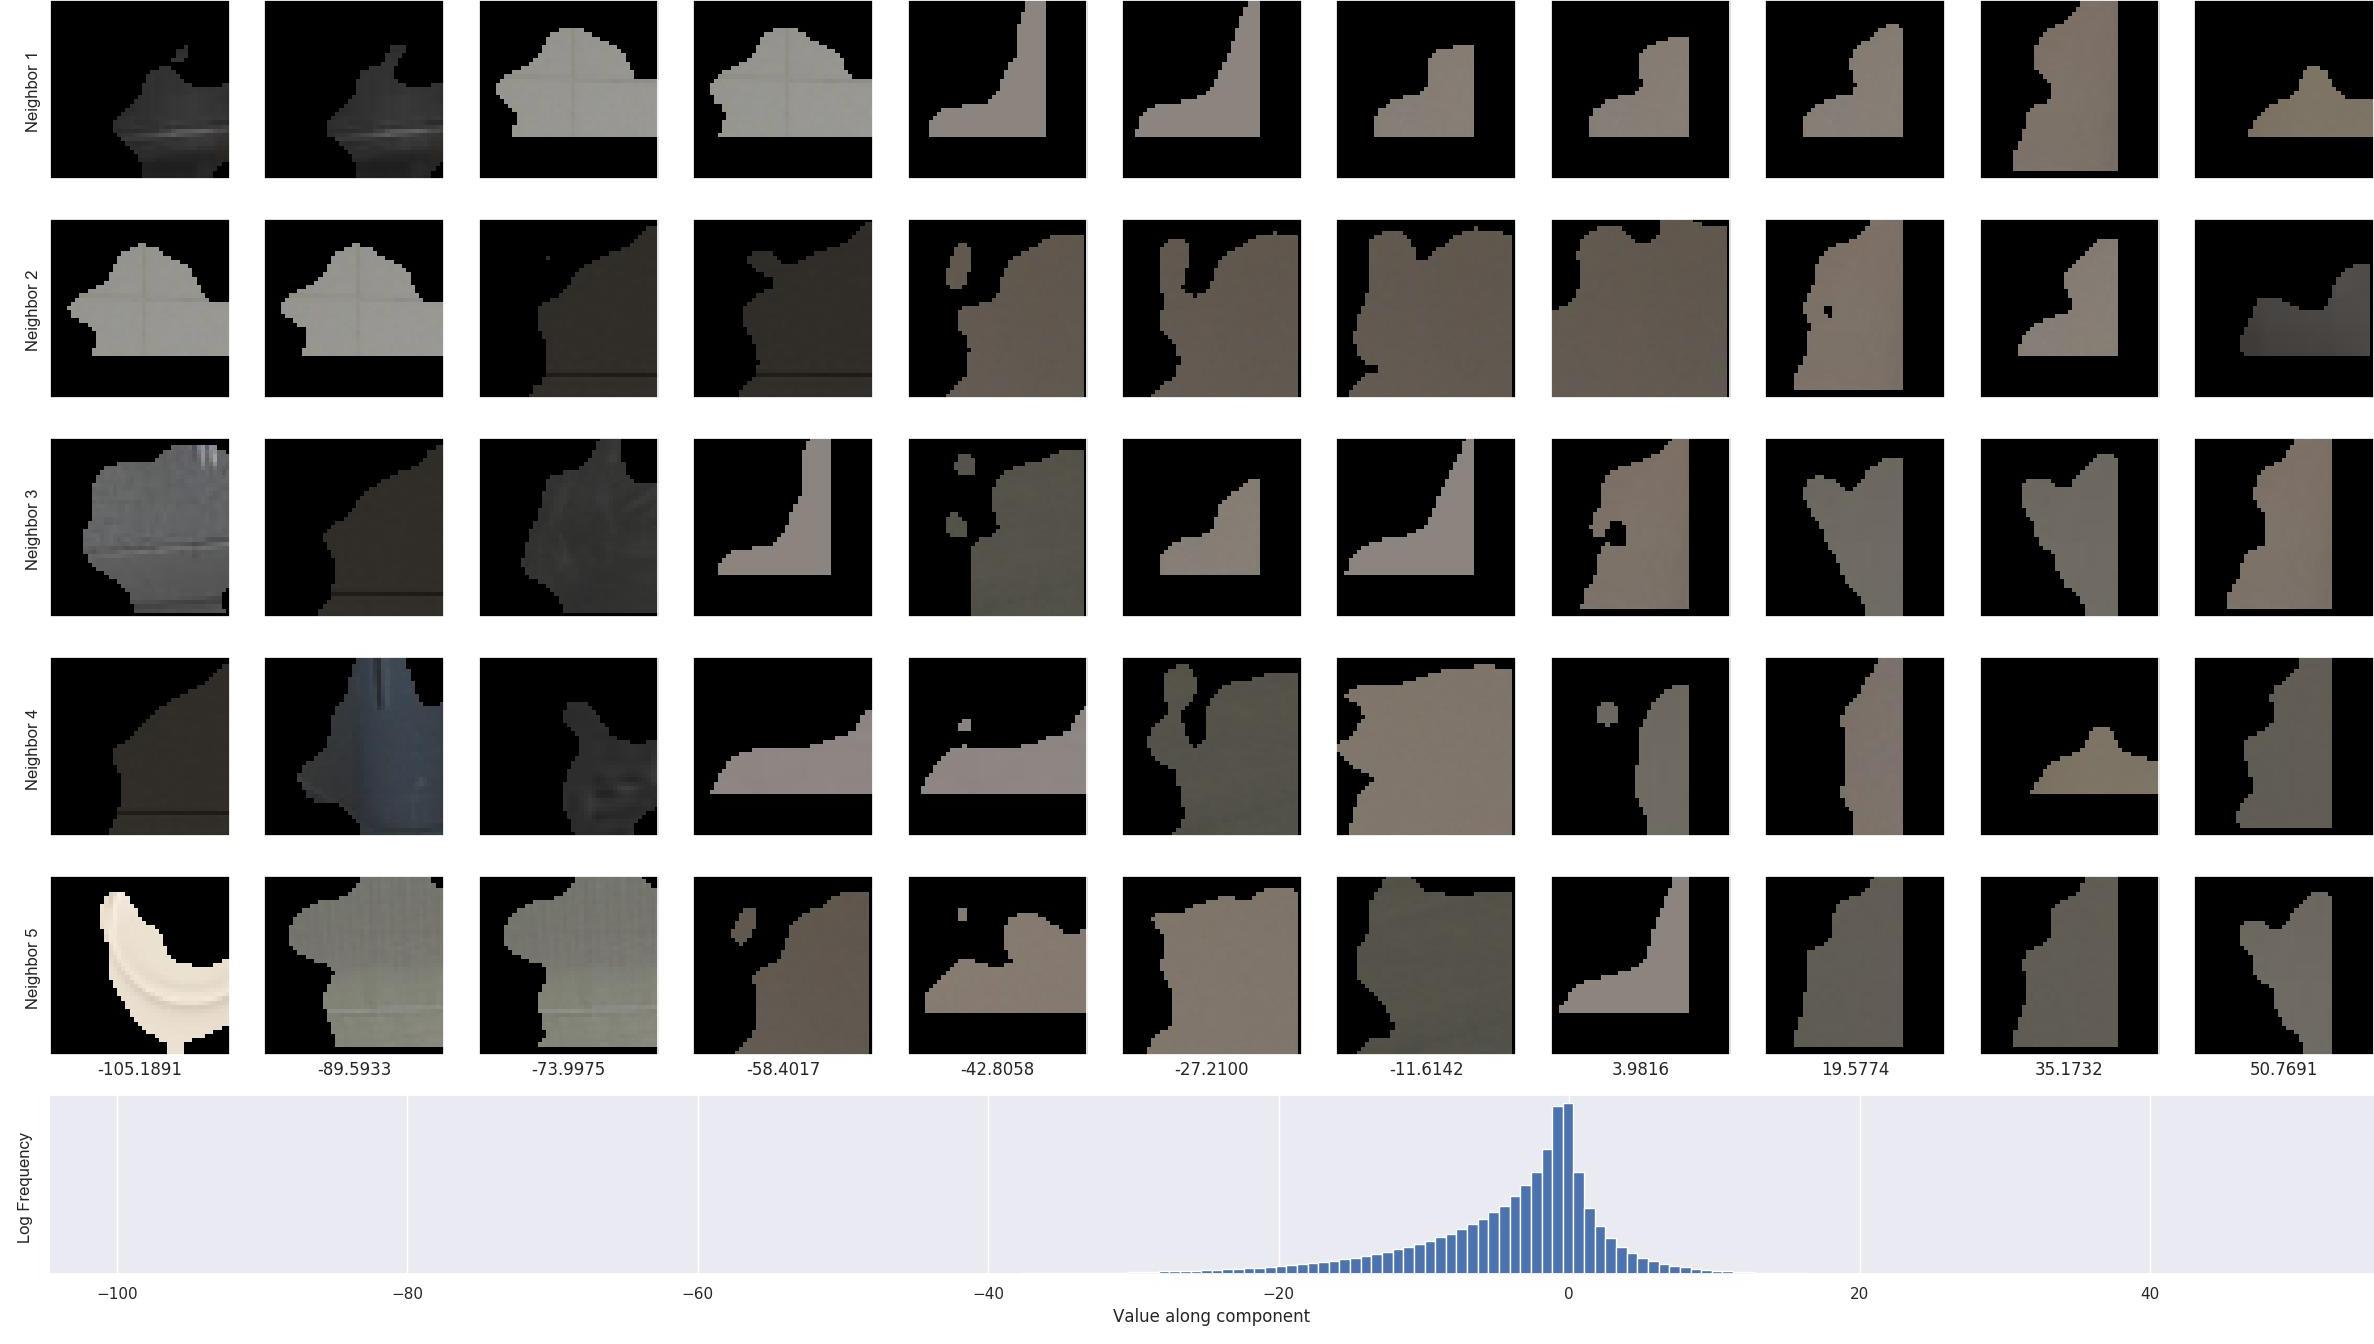 Neighbor 1
Neighbor 2
Neighbor 3
Neighbor 4
Neighbor 5
-105.1891 -89.5933 -73.9975 -58.4017 -42.8058 -27.2100 -11.6142 3.9816 19.5774 35.1732 50.7691
Log Frequency
−100 −80 −60 −40 −20 0 20 40
Value along component